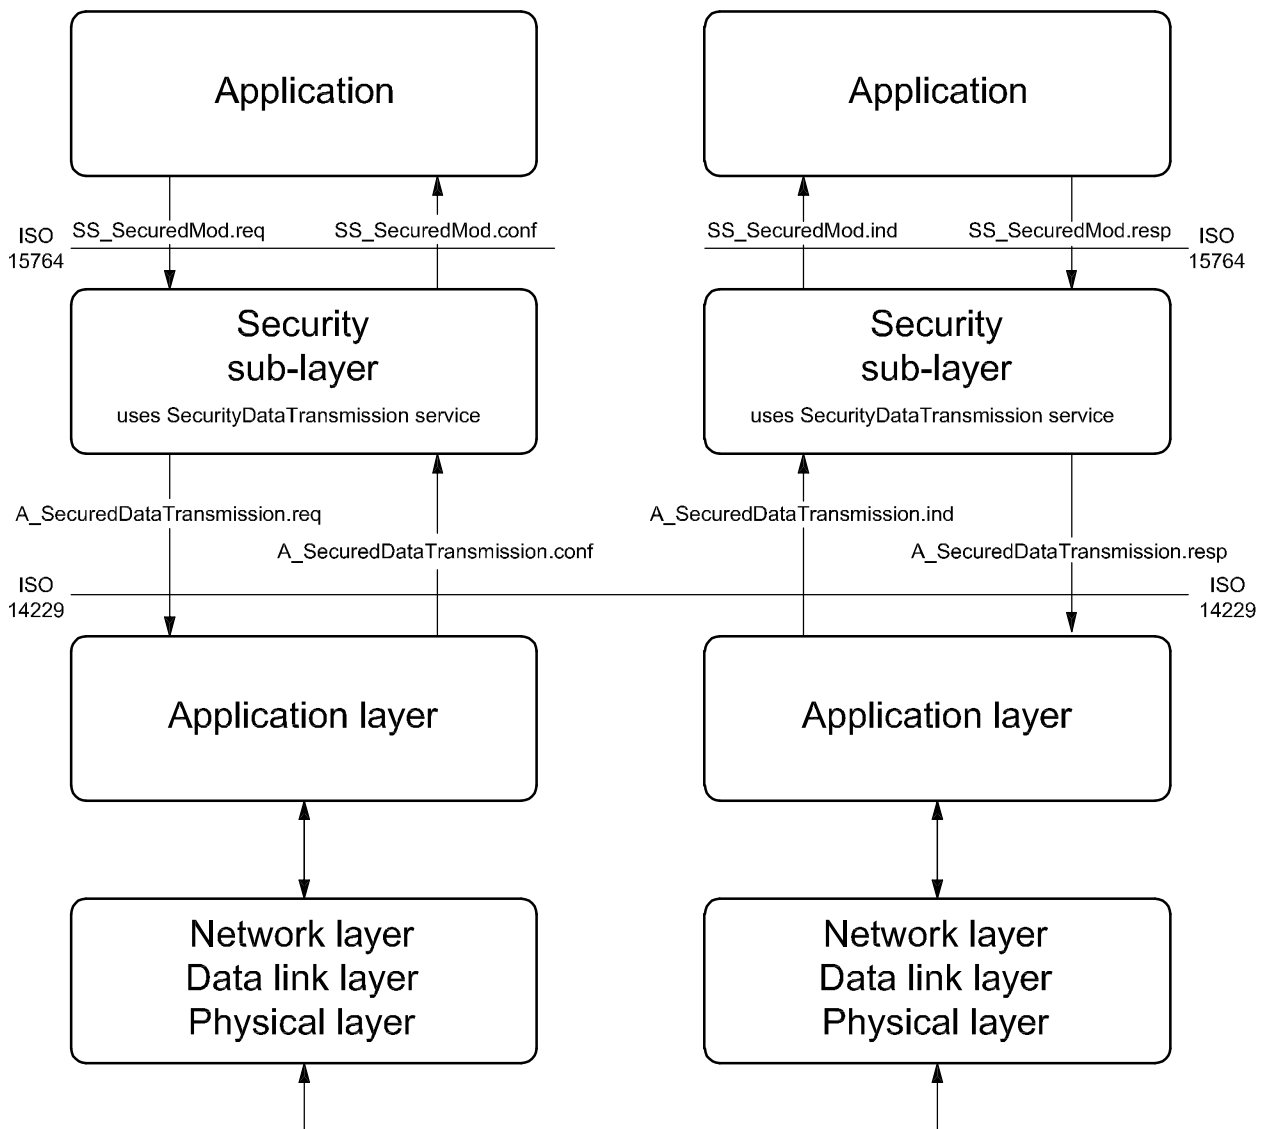 Application
Application
SS_SecuredMod.req
SS_SecuredMod.conf
SS_SecuredMod.ind
SS_SecuredMod.resp
ISO
15764
ISO
15764
Security
sub-layer
uses SecurityDataTransmission service
Security
sub-layer
uses SecurityDataTransmission service
A_SecuredDataTransmission.req
A_SecuredDataTransmission.ind
A_SecuredDataTransmission.conf
A_SecuredDataTransmission.resp
ISO
14229
ISO
14229
Application layer
Application layer
Network layer
Data link layer
Physical layer
Network layer
Data link layer
Physical layer